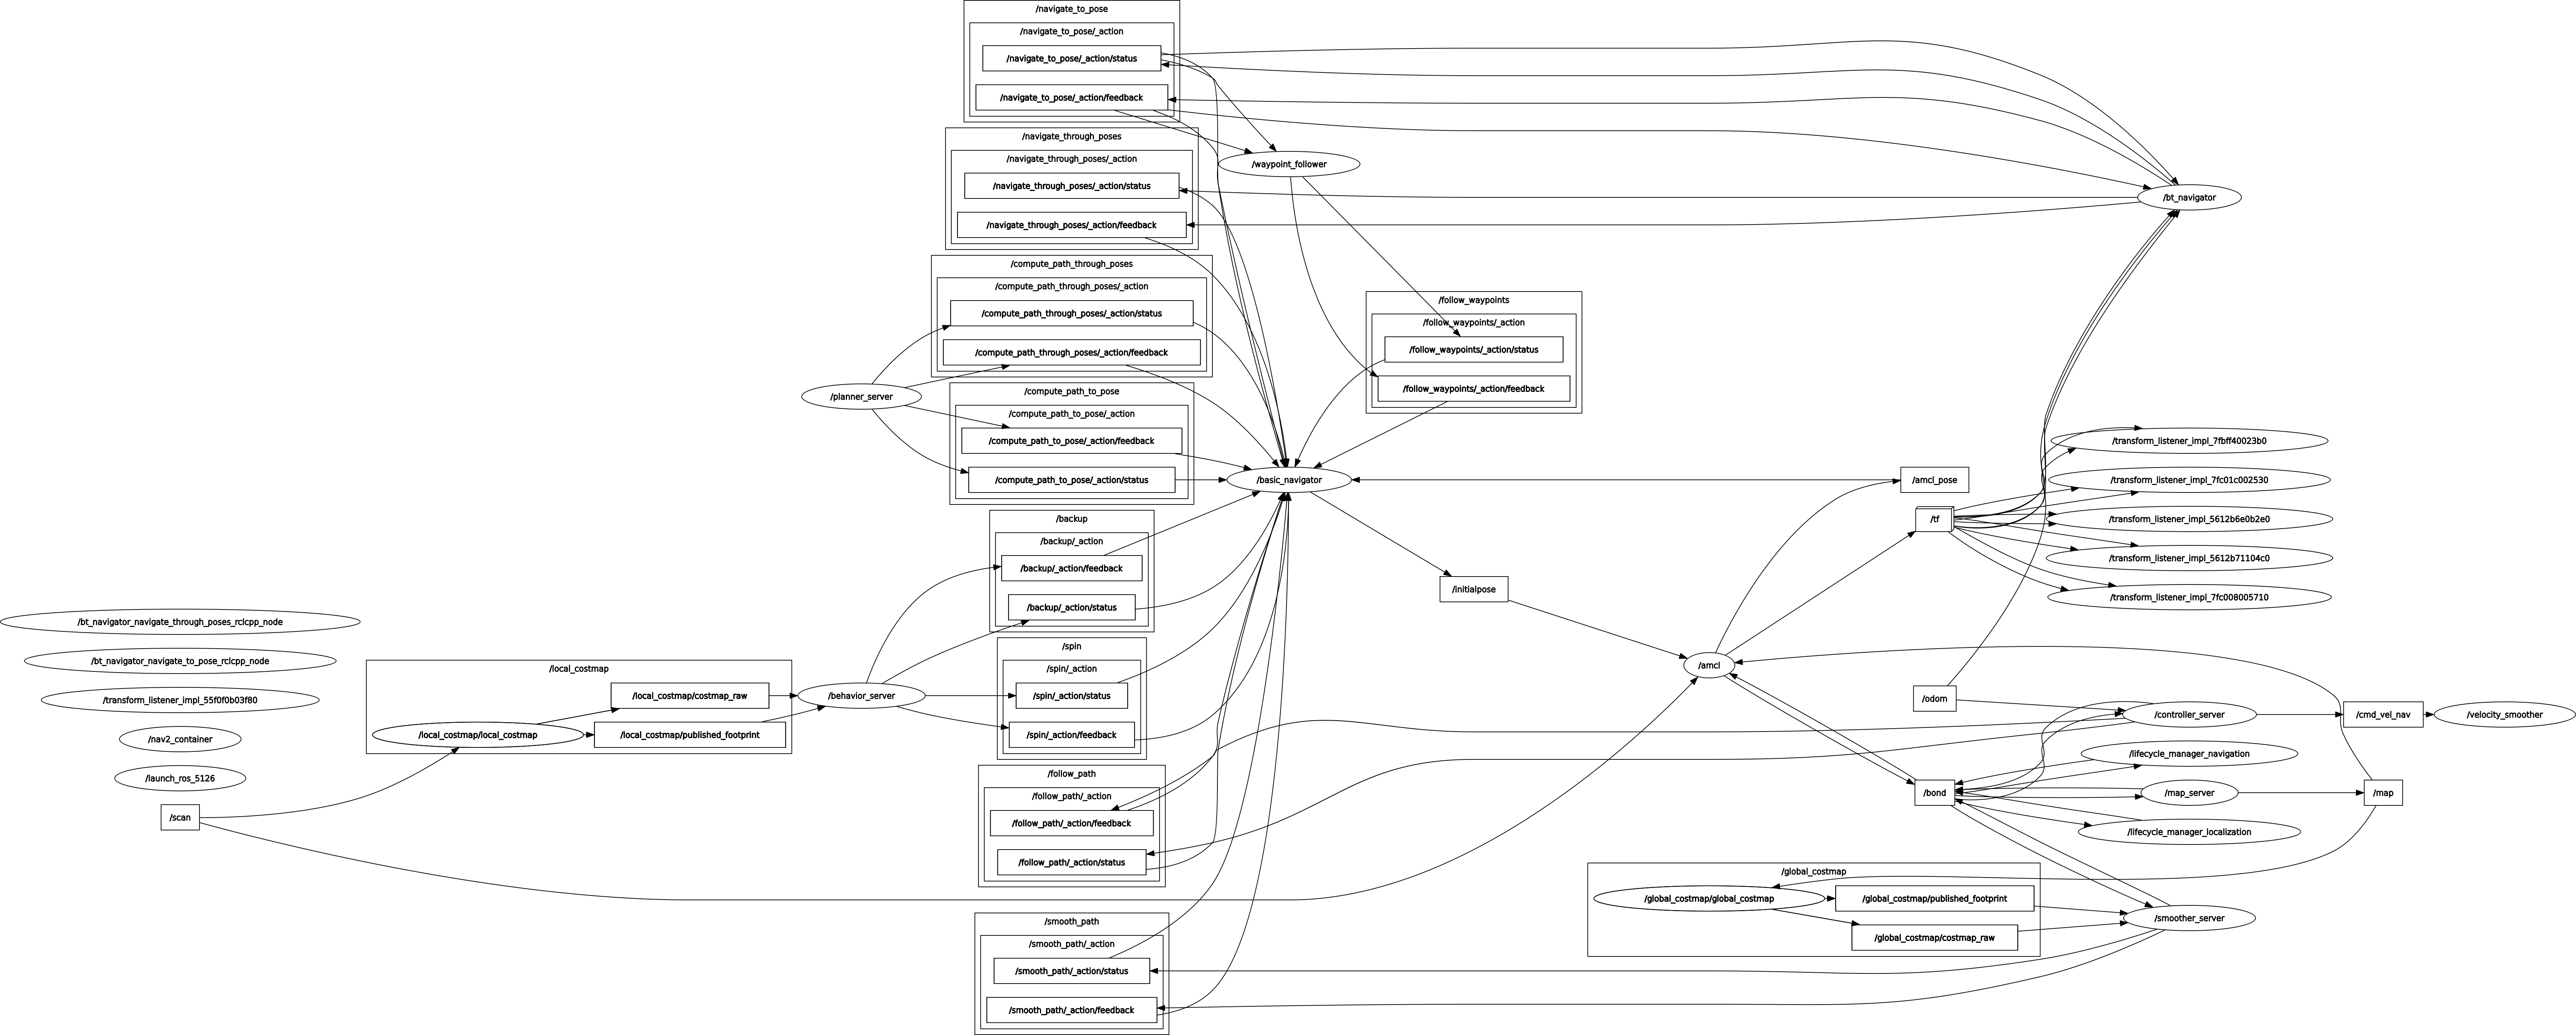 /navigate_to_pose
/navigate_to_pose/_action
/navigate_to_pose/_action/status
/navigate_to_pose/_action/feedback
/navigate_through_poses
/navigate_through_poses/_action
/navigate_through_poses/_action/status
/navigate_through_poses/_action/feedback
/waypoint_follower
/bt_navigator
/compute_path_through_poses
/compute_path_through_poses/_action
/compute_path_through_poses/_action/status
/compute_path_through_poses/_action/feedback
/follow_waypoints
/follow_waypoints/_action
/follow_waypoints/_action/status
/follow_waypoints/_action/feedback
/planner_server
/compute_path_to_pose
/compute_path_to_pose/_action
/compute_path_to_pose/_action/feedback
/compute_path_to_pose/_action/status
/basic_navigator
/amcl_pose
/tf
/transform_listener_impl_7fbff40023b0
/transform_listener_impl_7fc01c002530
/transform_listener_impl_5612b6e0b2e0
/transform_listener_impl_5612b71104c0
/transform_listener_impl_7fc008005710
/backup
/backup/_action
/backup/_action/feedback
/backup/_action/status
/initialpose
/bt_navigator_navigate_through_poses_rclcpp_node
/bt_navigator_navigate_to_pose_rclcpp_node
/transform_listener_impl_55f0f0b03f80
/nav2_container
/launch_ros_5126
/scan
/local_costmap
/local_costmap/costmap_raw
/local_costmap/local_costmap
/local_costmap/published_footprint
/behavior_server
/spin
/spin/_action
/spin/_action/status
/spin/_action/feedback
/amcl
/odom
/controller_server
/cmd_vel_nav
/velocity_smoother
/lifecycle_manager_navigation
/bond
/map_server
/map
/lifecycle_manager_localization
/follow_path
/follow_path/_action
/follow_path/_action/feedback
/follow_path/_action/status
/global_costmap
/global_costmap/global_costmap
/global_costmap/published_footprint
/global_costmap/costmap_raw
/smoother_server
/smooth_path
/smooth_path/_action
/smooth_path/_action/status
/smooth_path/_action/feedback